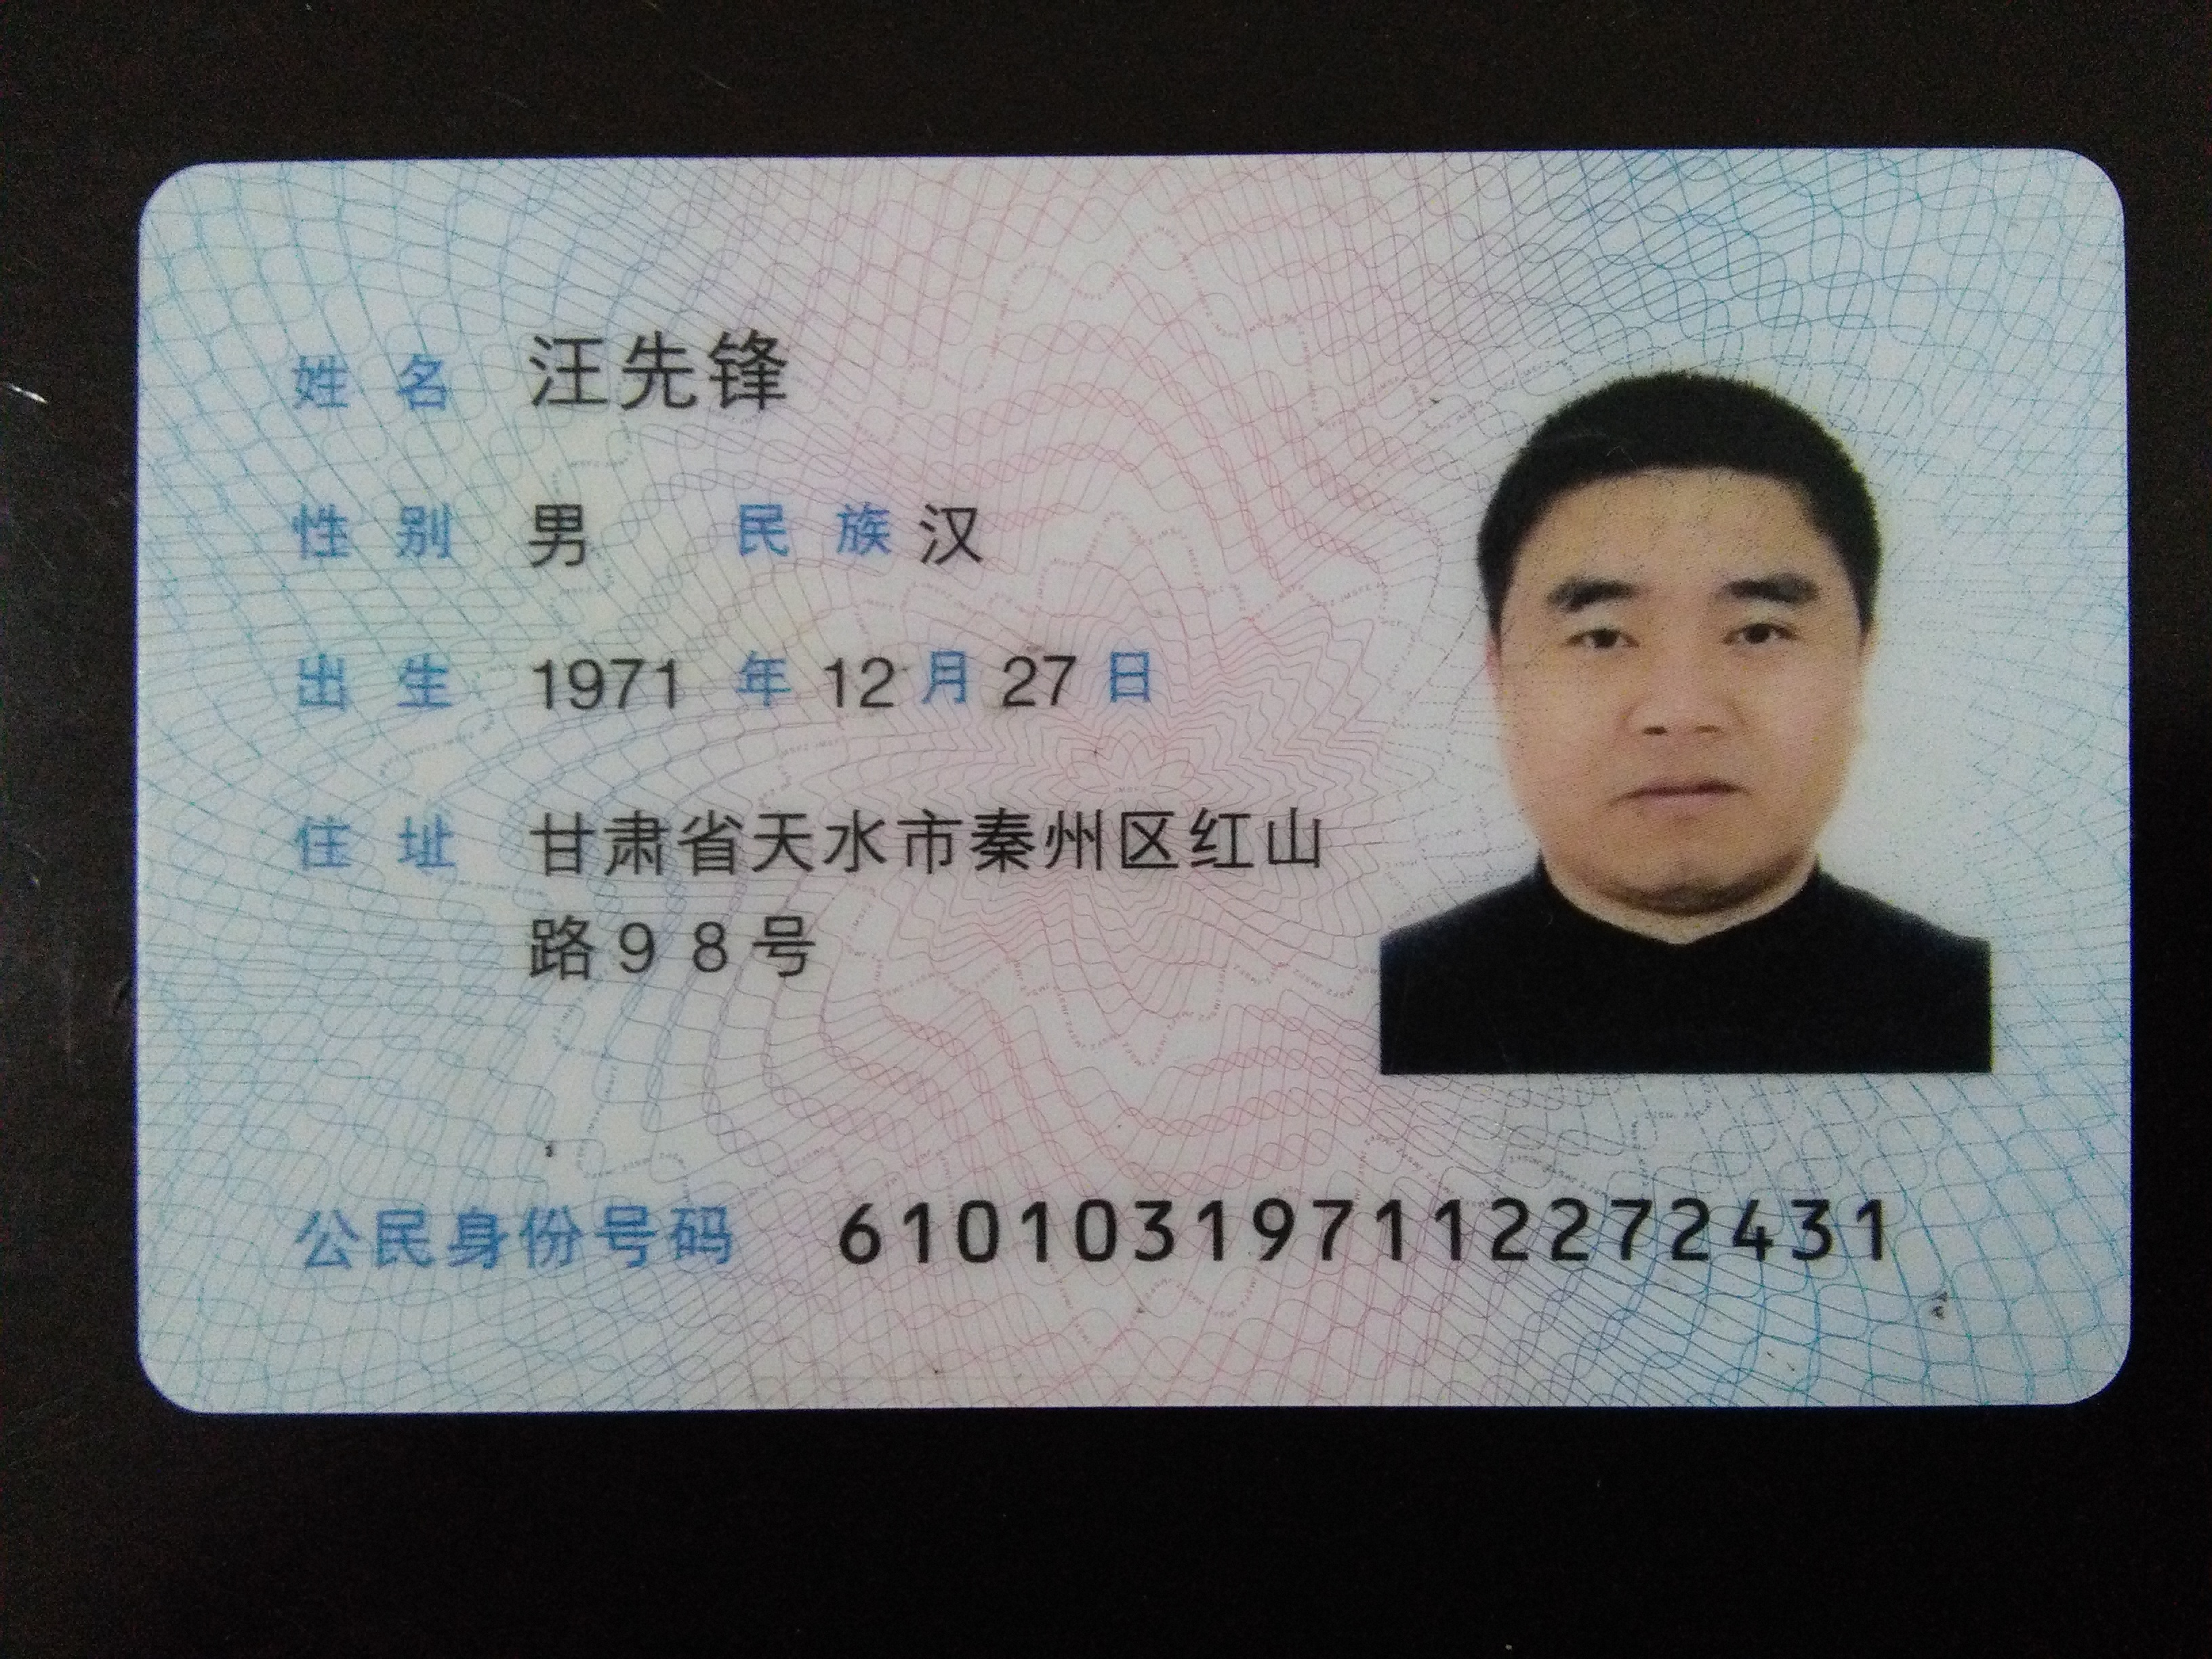 姓名 汪先锋
性别 男 民族 汉
出生 1971 年 12 月 27 日
住址 甘肃省天水市秦州区红山
路98号
公民身份号码 610103197112272431